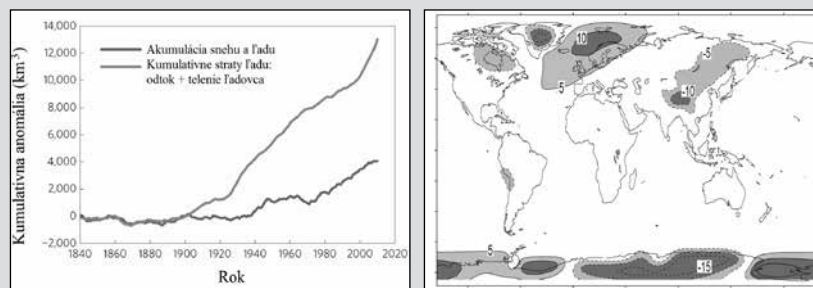 Kumulatívna anomália (km⁻³)
14,000
12,000
10,000
8,000
6,000
4,000
2,000
0
−2,000
Akumulácia snehu a ľadu
Kumulatívne straty ľadu:
odtok + telenie ľadovca
1840 1860 1880 1900 1920 1940 1960 1980 2000 2020
Rok
10
-5
-10
5
5
-15